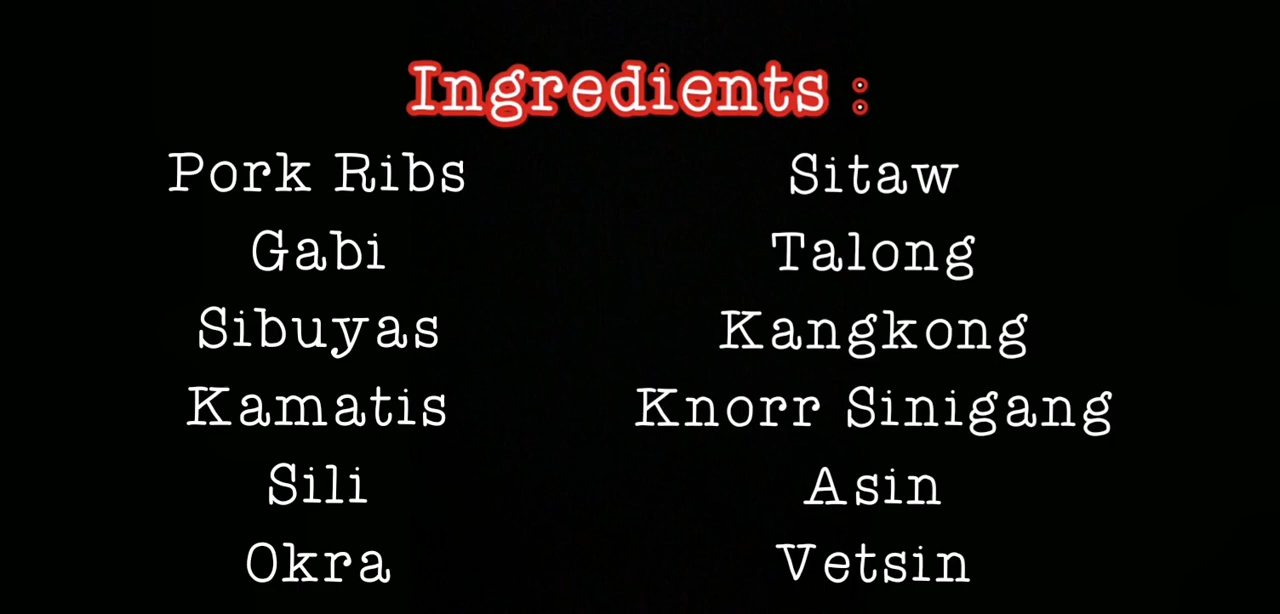 Ingredients :
Pork Ribs
Gabi
Sibuyas
Kamatis
Sili
Okra
Sitaw
Talong
Kangkong
Knorr Sinigang
Asin
Vetsin